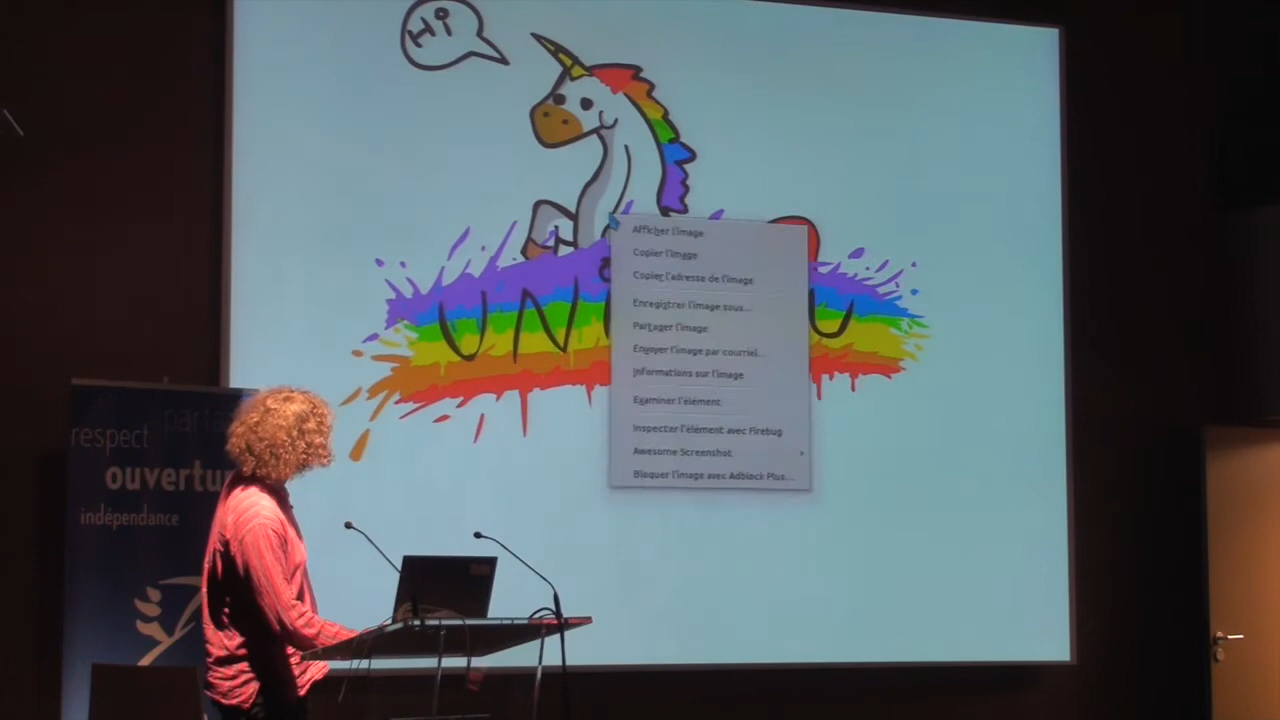 Hi
Afficher l'image
Copier l'image
Copier l'adresse de l'image
Enregistrer l'image sous...
Partager l'image
Envoyer l'image par courriel...
Informations sur l'image
Examiner l'élément
Inspecter l'élément avec Firebug
Awesome Screenshot
Bloquer l'image avec Adblock Plus...
respect
indépendance